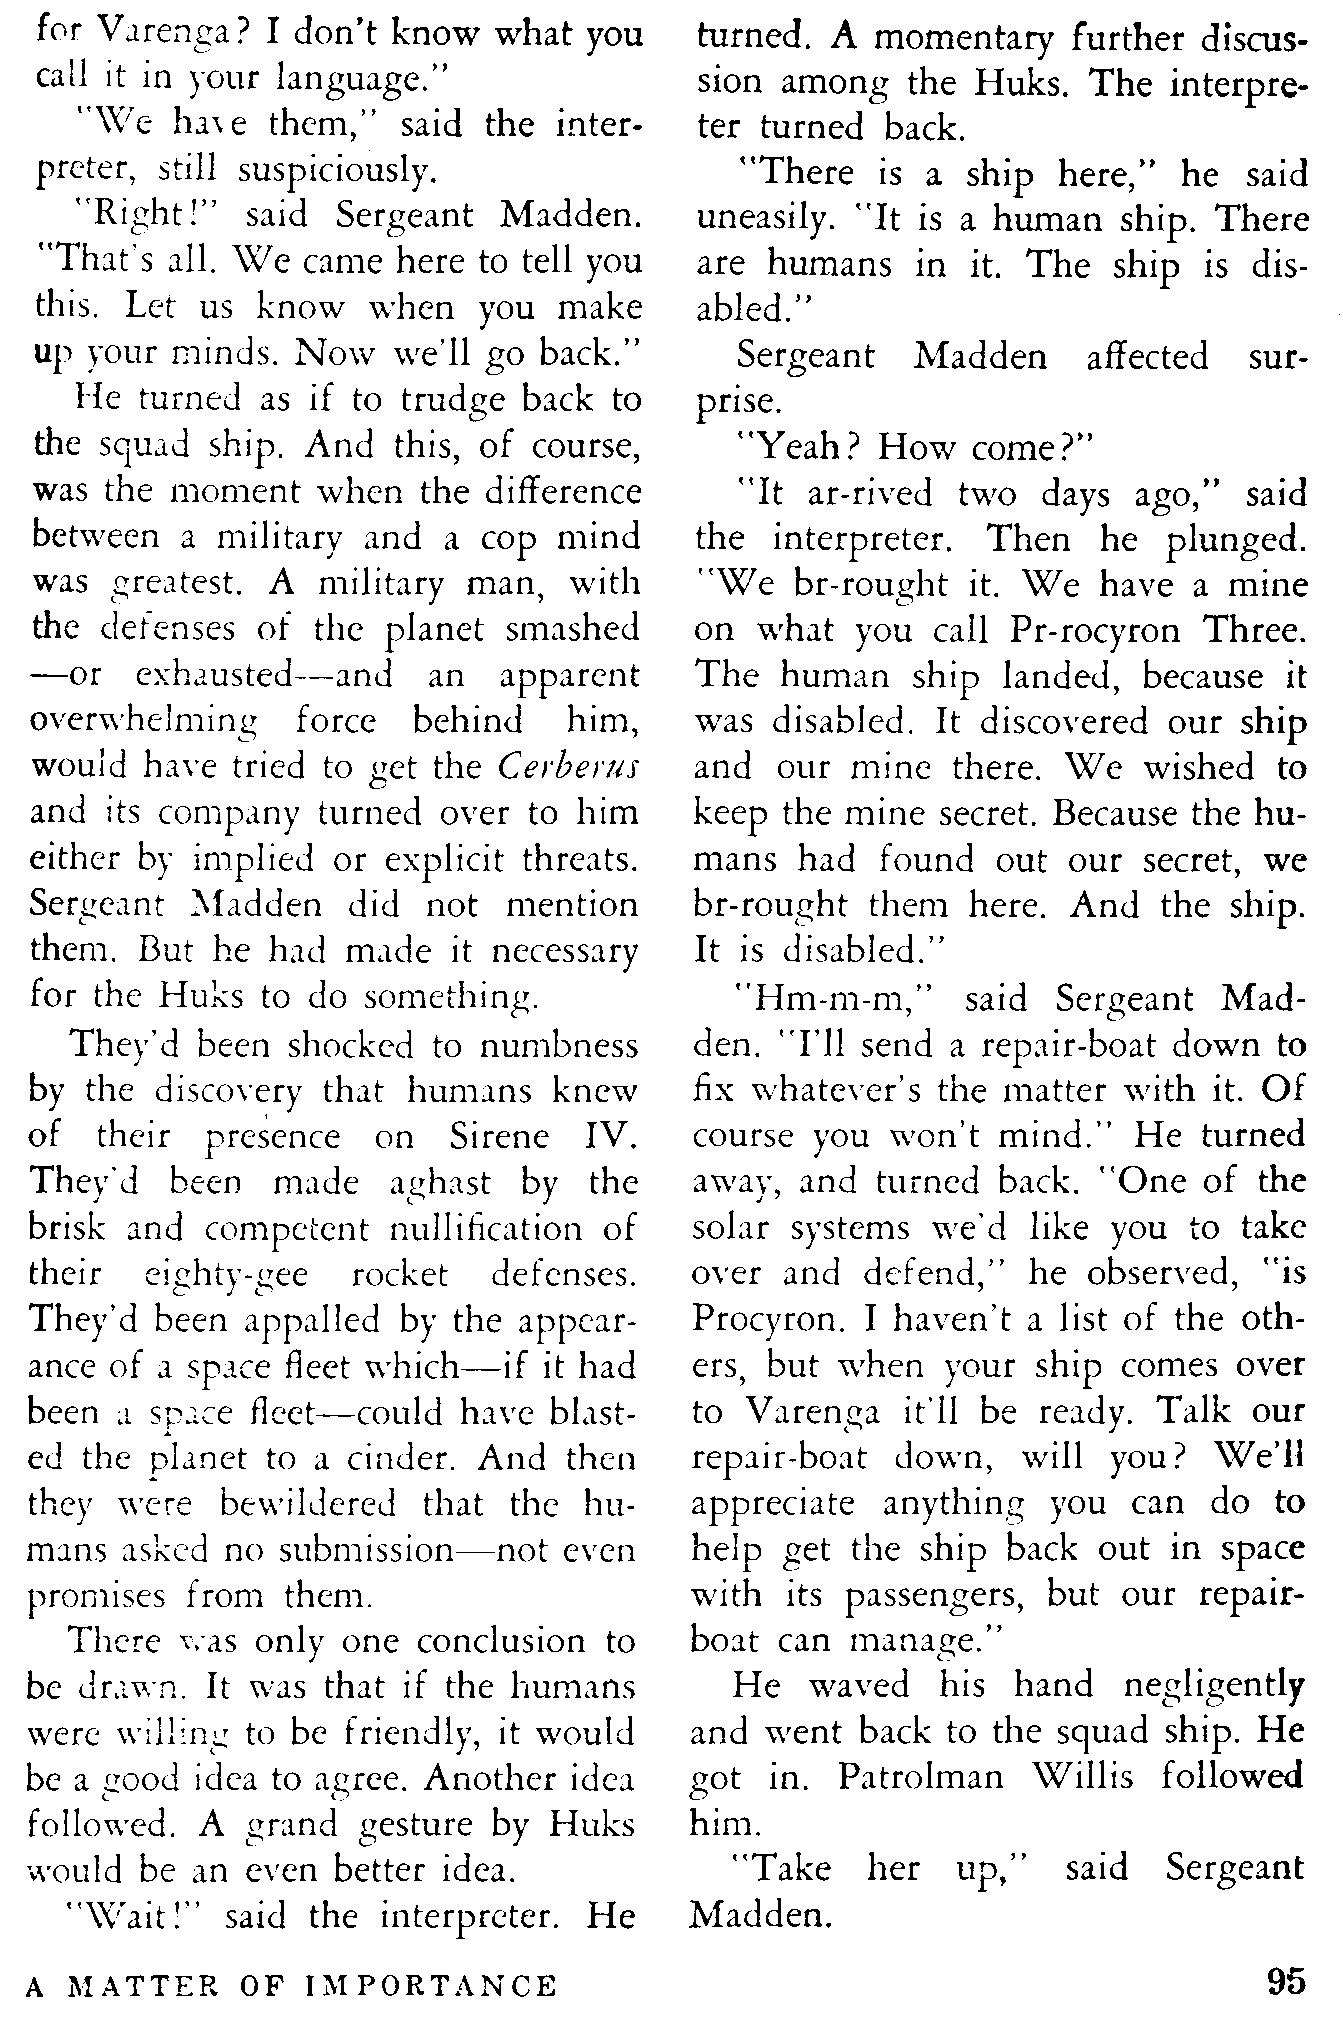 for Varenga? I don't know what you
call it in your language."
"We have them," said the inter-
preter, still suspiciously.
"Right!" said Sergeant Madden.
"That's all. We came here to tell you
this. Let us know when you make
up your minds. Now we'll go back."
He turned as if to trudge back to
the squad ship. And this, of course,
was the moment when the difference
between a military and a cop mind
was greatest. A military man, with
the defenses of the planet smashed
—or exhausted—and an apparent
overwhelming force behind him,
would have tried to get the Cerberus
and its company turned over to him
either by implied or explicit threats.
Sergeant Madden did not mention
them. But he had made it necessary
for the Huks to do something.
They'd been shocked to numbness
by the discovery that humans knew
of their presence on Sirene IV.
They'd been made aghast by the
brisk and competent nullification of
their eighty-gee rocket defenses.
They'd been appalled by the appear-
ance of a space fleet which—if it had
been a space fleet—could have blast-
ed the planet to a cinder. And then
they were bewildered that the hu-
mans asked no submission—not even
promises from them.
There was only one conclusion to
be drawn. It was that if the humans
were willing to be friendly, it would
be a good idea to agree. Another idea
followed. A grand gesture by Huks
would be an even better idea.
"Wait!" said the interpreter. He
turned. A momentary further discus-
sion among the Huks. The interpre-
ter turned back.
"There is a ship here," he said
uneasily. "It is a human ship. There
are humans in it. The ship is dis-
abled."
Sergeant Madden affected sur-
prise.
"Yeah? How come?"
"It ar-rived two days ago," said
the interpreter. Then he plunged.
"We br-rought it. We have a mine
on what you call Pr-rocyron Three.
The human ship landed, because it
was disabled. It discovered our ship
and our mine there. We wished to
keep the mine secret. Because the hu-
mans had found out our secret, we
br-rought them here. And the ship.
It is disabled."
"Hm-m-m," said Sergeant Mad-
den. "I'll send a repair-boat down to
fix whatever's the matter with it. Of
course you won't mind." He turned
away, and turned back. "One of the
solar systems we'd like you to take
over and defend," he observed, "is
Procyron. I haven't a list of the oth-
ers, but when your ship comes over
to Varenga it'll be ready. Talk our
repair-boat down, will you? We'll
appreciate anything you can do to
help get the ship back out in space
with its passengers, but our repair-
boat can manage."
He waved his hand negligently
and went back to the squad ship. He
got in. Patrolman Willis followed
him.
"Take her up," said Sergeant
Madden.
A MATTER OF IMPORTANCE
95